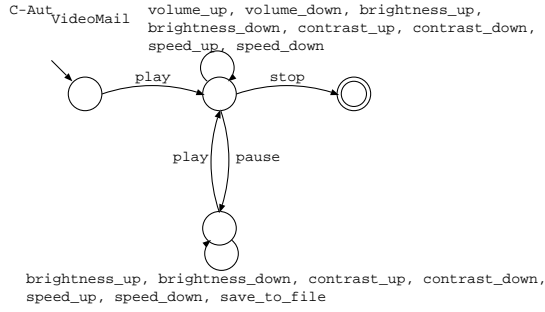 C-Aut VideoMail
volume_up, volume_down, brightness_up,
brightness_down, contrast_up, contrast_down,
speed_up, speed_down
play
stop
play
pause
brightness_up, brightness_down, contrast_up, contrast_down,
speed_up, speed_down, save_to_file